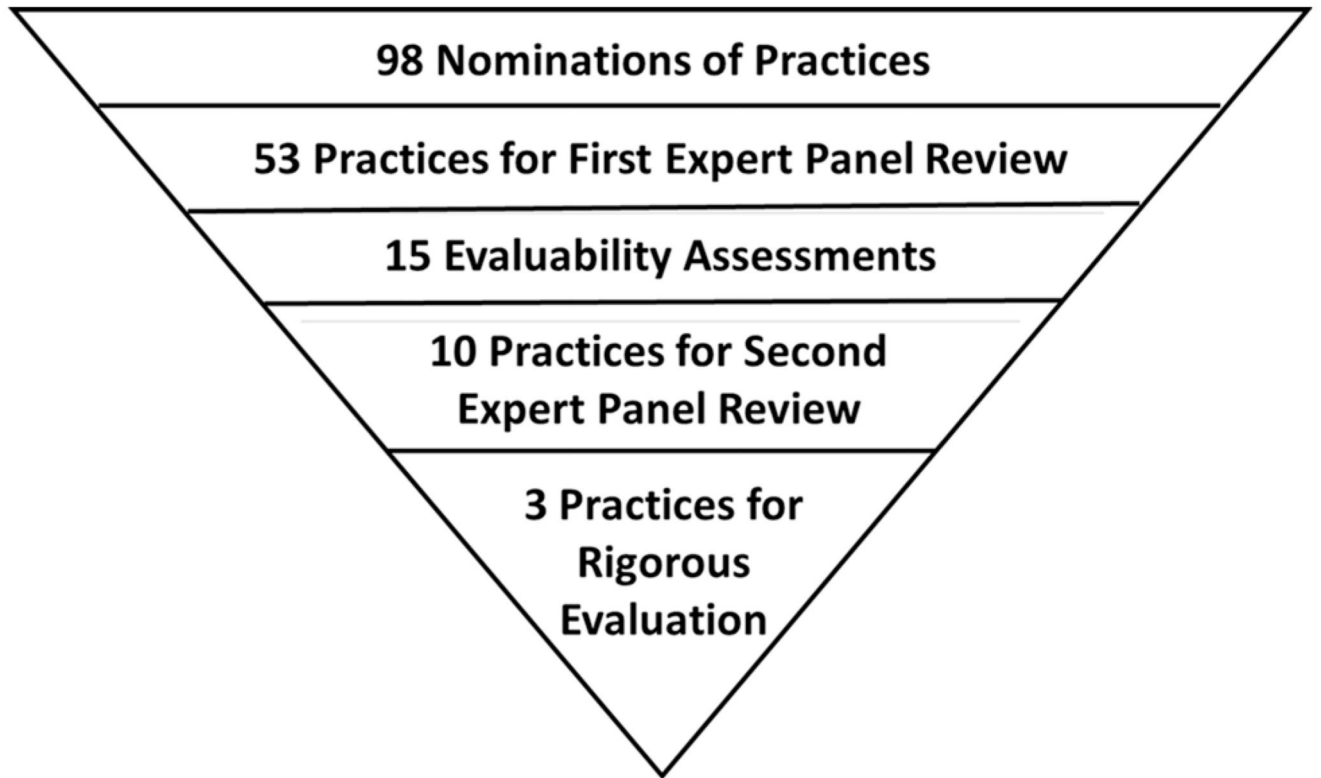 98 Nominations of Practices
53 Practices for First Expert Panel Review
15 Evaluability Assessments
10 Practices for Second
Expert Panel Review
3 Practices for
Rigorous
Evaluation